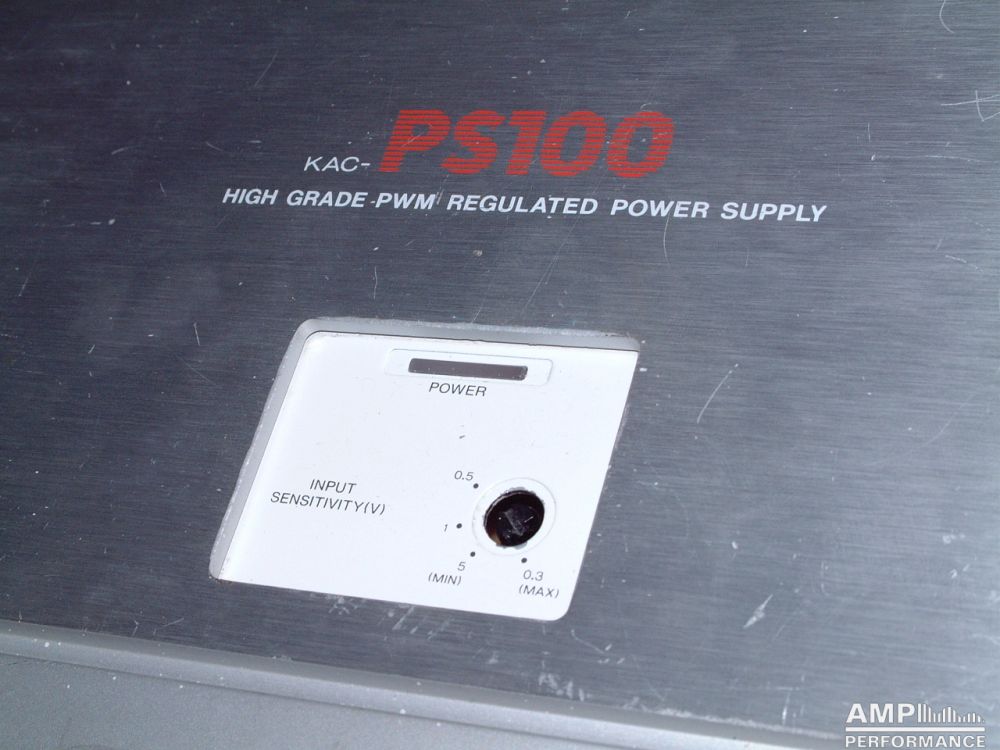 KAC-PS100
HIGH GRADE PWM REGULATED POWER SUPPLY
POWER
INPUT
SENSITIVITY(V)
0.5
1
5
(MIN)
0.3
(MAX)
AMP
PERFORMANCE